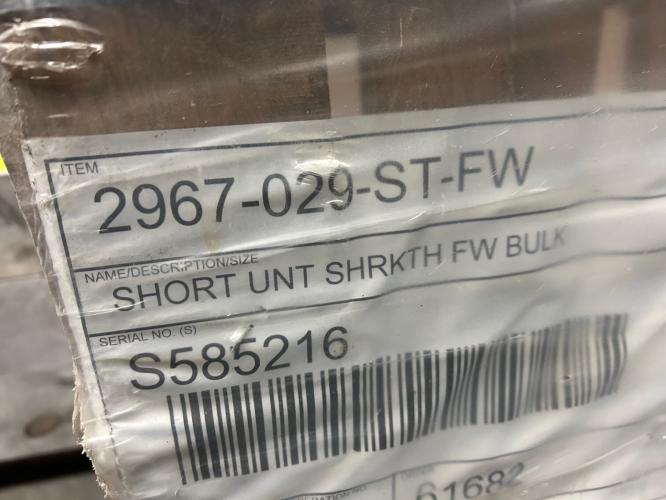 ITEM
2967-029-ST-FW
NAME/DESCRIPTION/SIZE
SHORT UNT SHRKTH FW BULK
SERIAL NO. (S)
S585216
61682